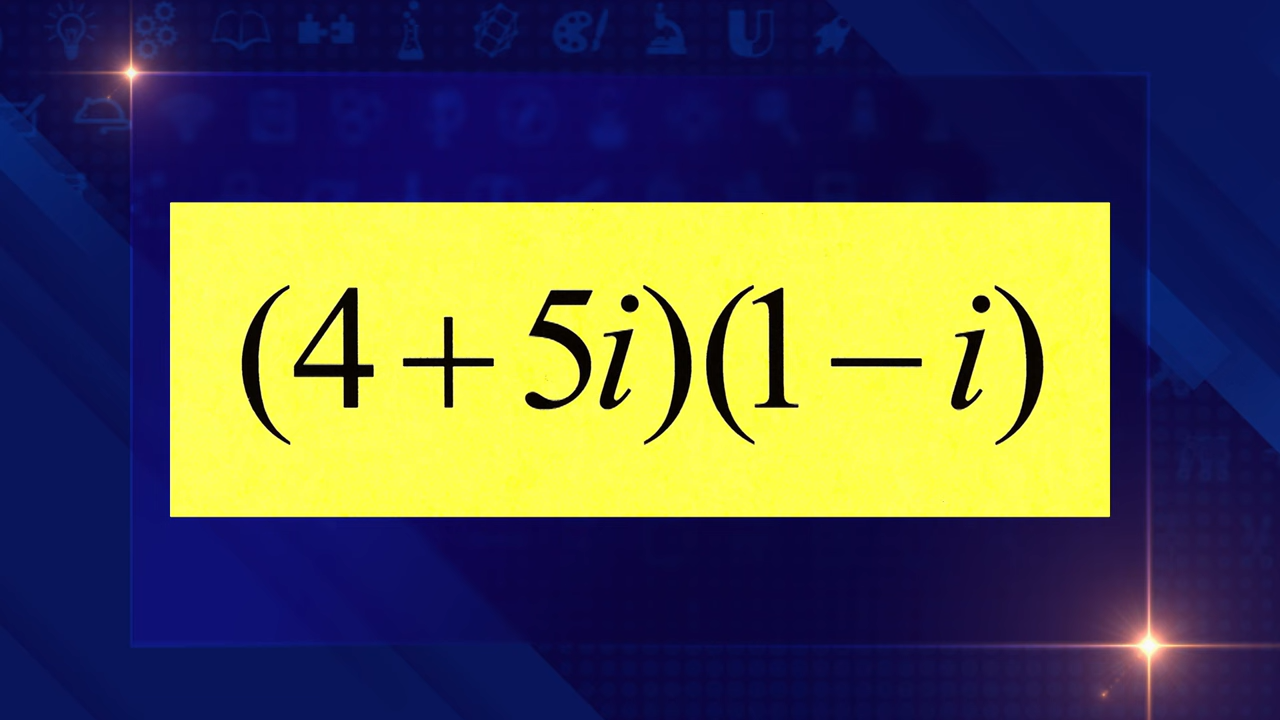 (4 + 5i)(1 − i)